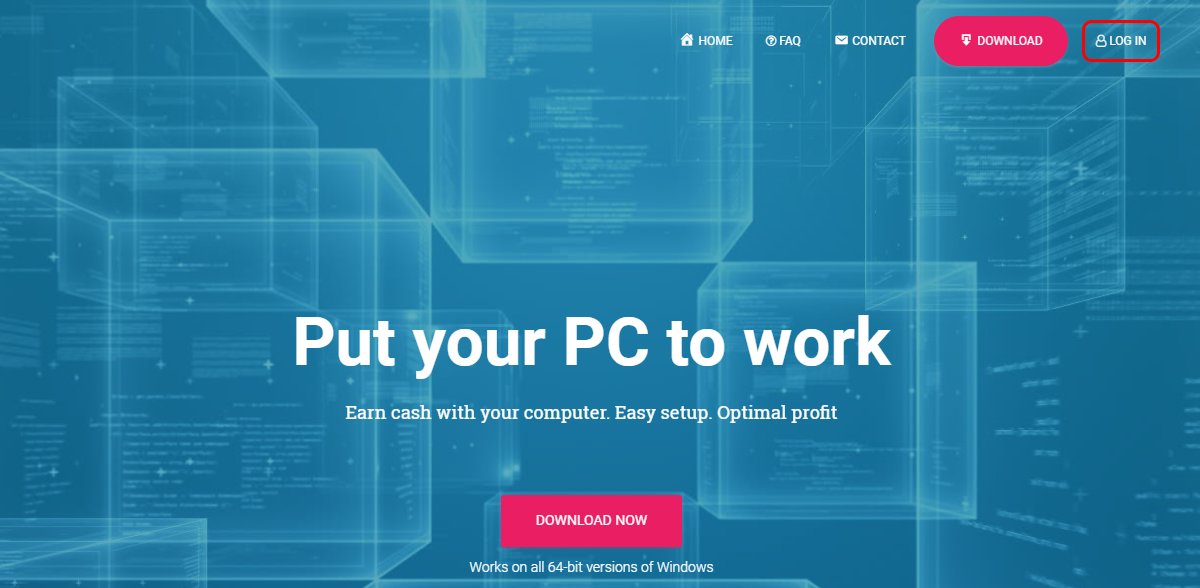 HOME
FAQ
CONTACT
DOWNLOAD
LOG IN
Put your PC to work
Earn cash with your computer. Easy setup. Optimal profit
DOWNLOAD NOW
Works on all 64-bit versions of Windows